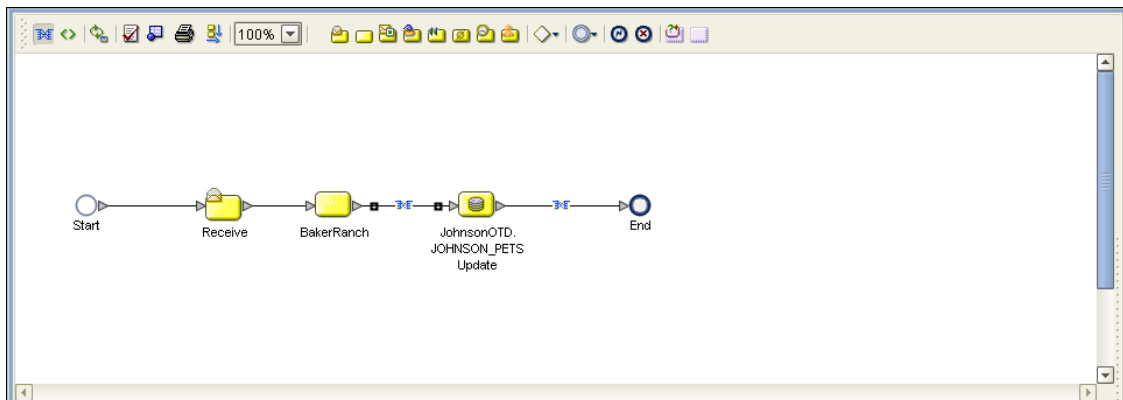 100%
Start
Receive
BakerRanch
JohnsonOTD.
JOHNSON_PETS
Update
End